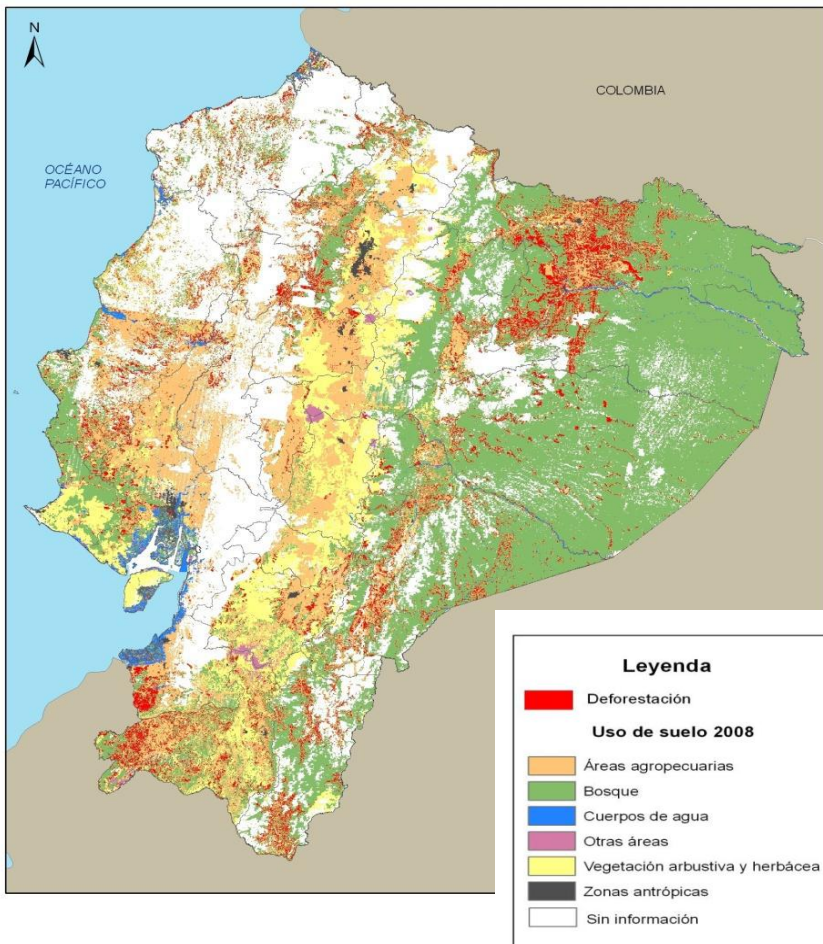 N
COLOMBIA
OCÉANO
PACÍFICO
Leyenda
Deforestación
Uso de suelo 2008
Áreas agropecuarias
Bosque
Cuerpos de agua
Otras áreas
Vegetación arbustiva y herbácea
Zonas antrópicas
Sin información